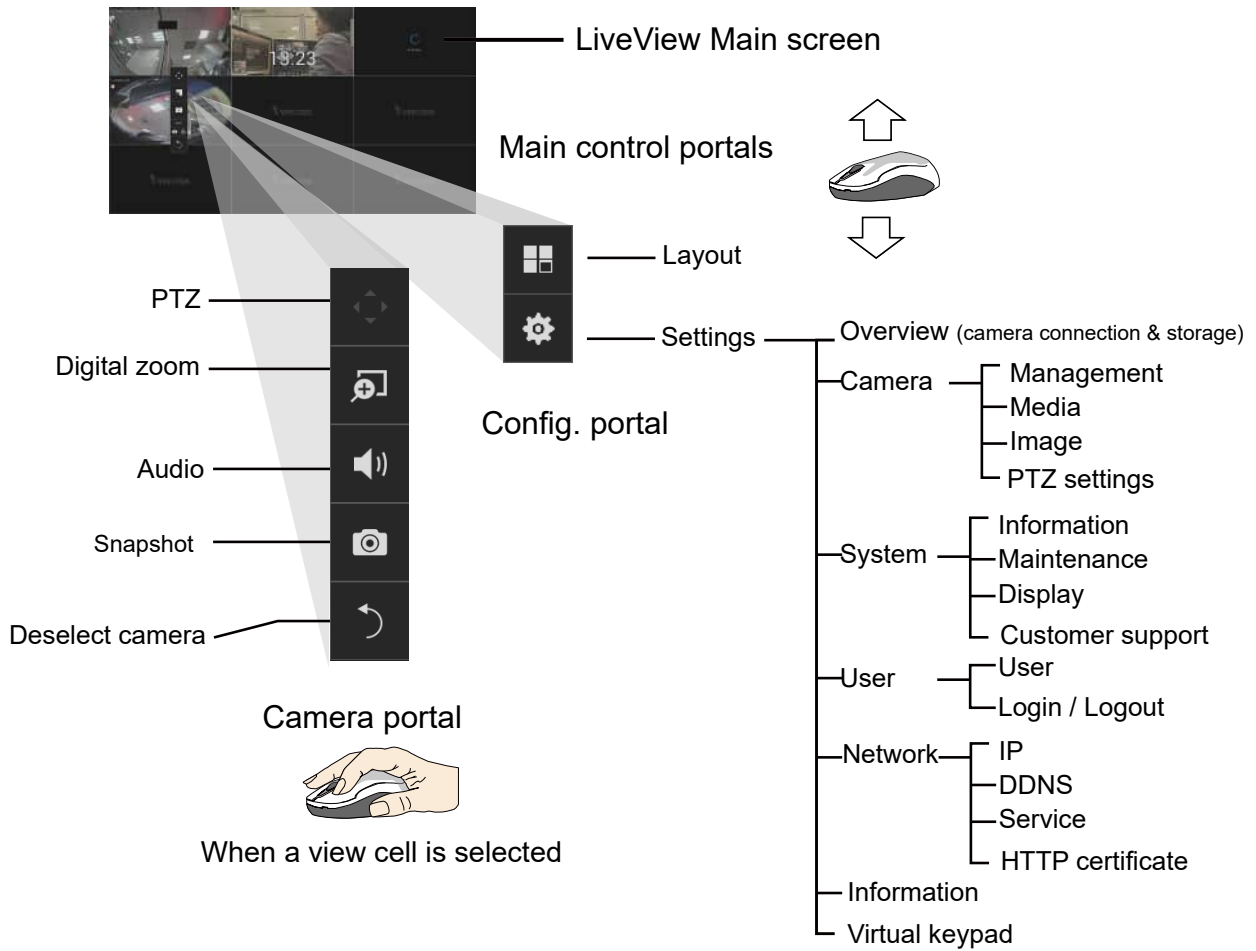 LiveView Main screen
13:23
Main control portals
Layout
Settings
Config. portal
PTZ
Digital zoom
Audio
Snapshot
Deselect camera
Camera portal
When a view cell is selected
Overview (camera connection & storage)
Camera
Management
Media
Image
PTZ settings
System
Information
Maintenance
Display
Customer support
User
User
Login / Logout
Network
IP
DDNS
Service
HTTP certificate
Information
Virtual keypad